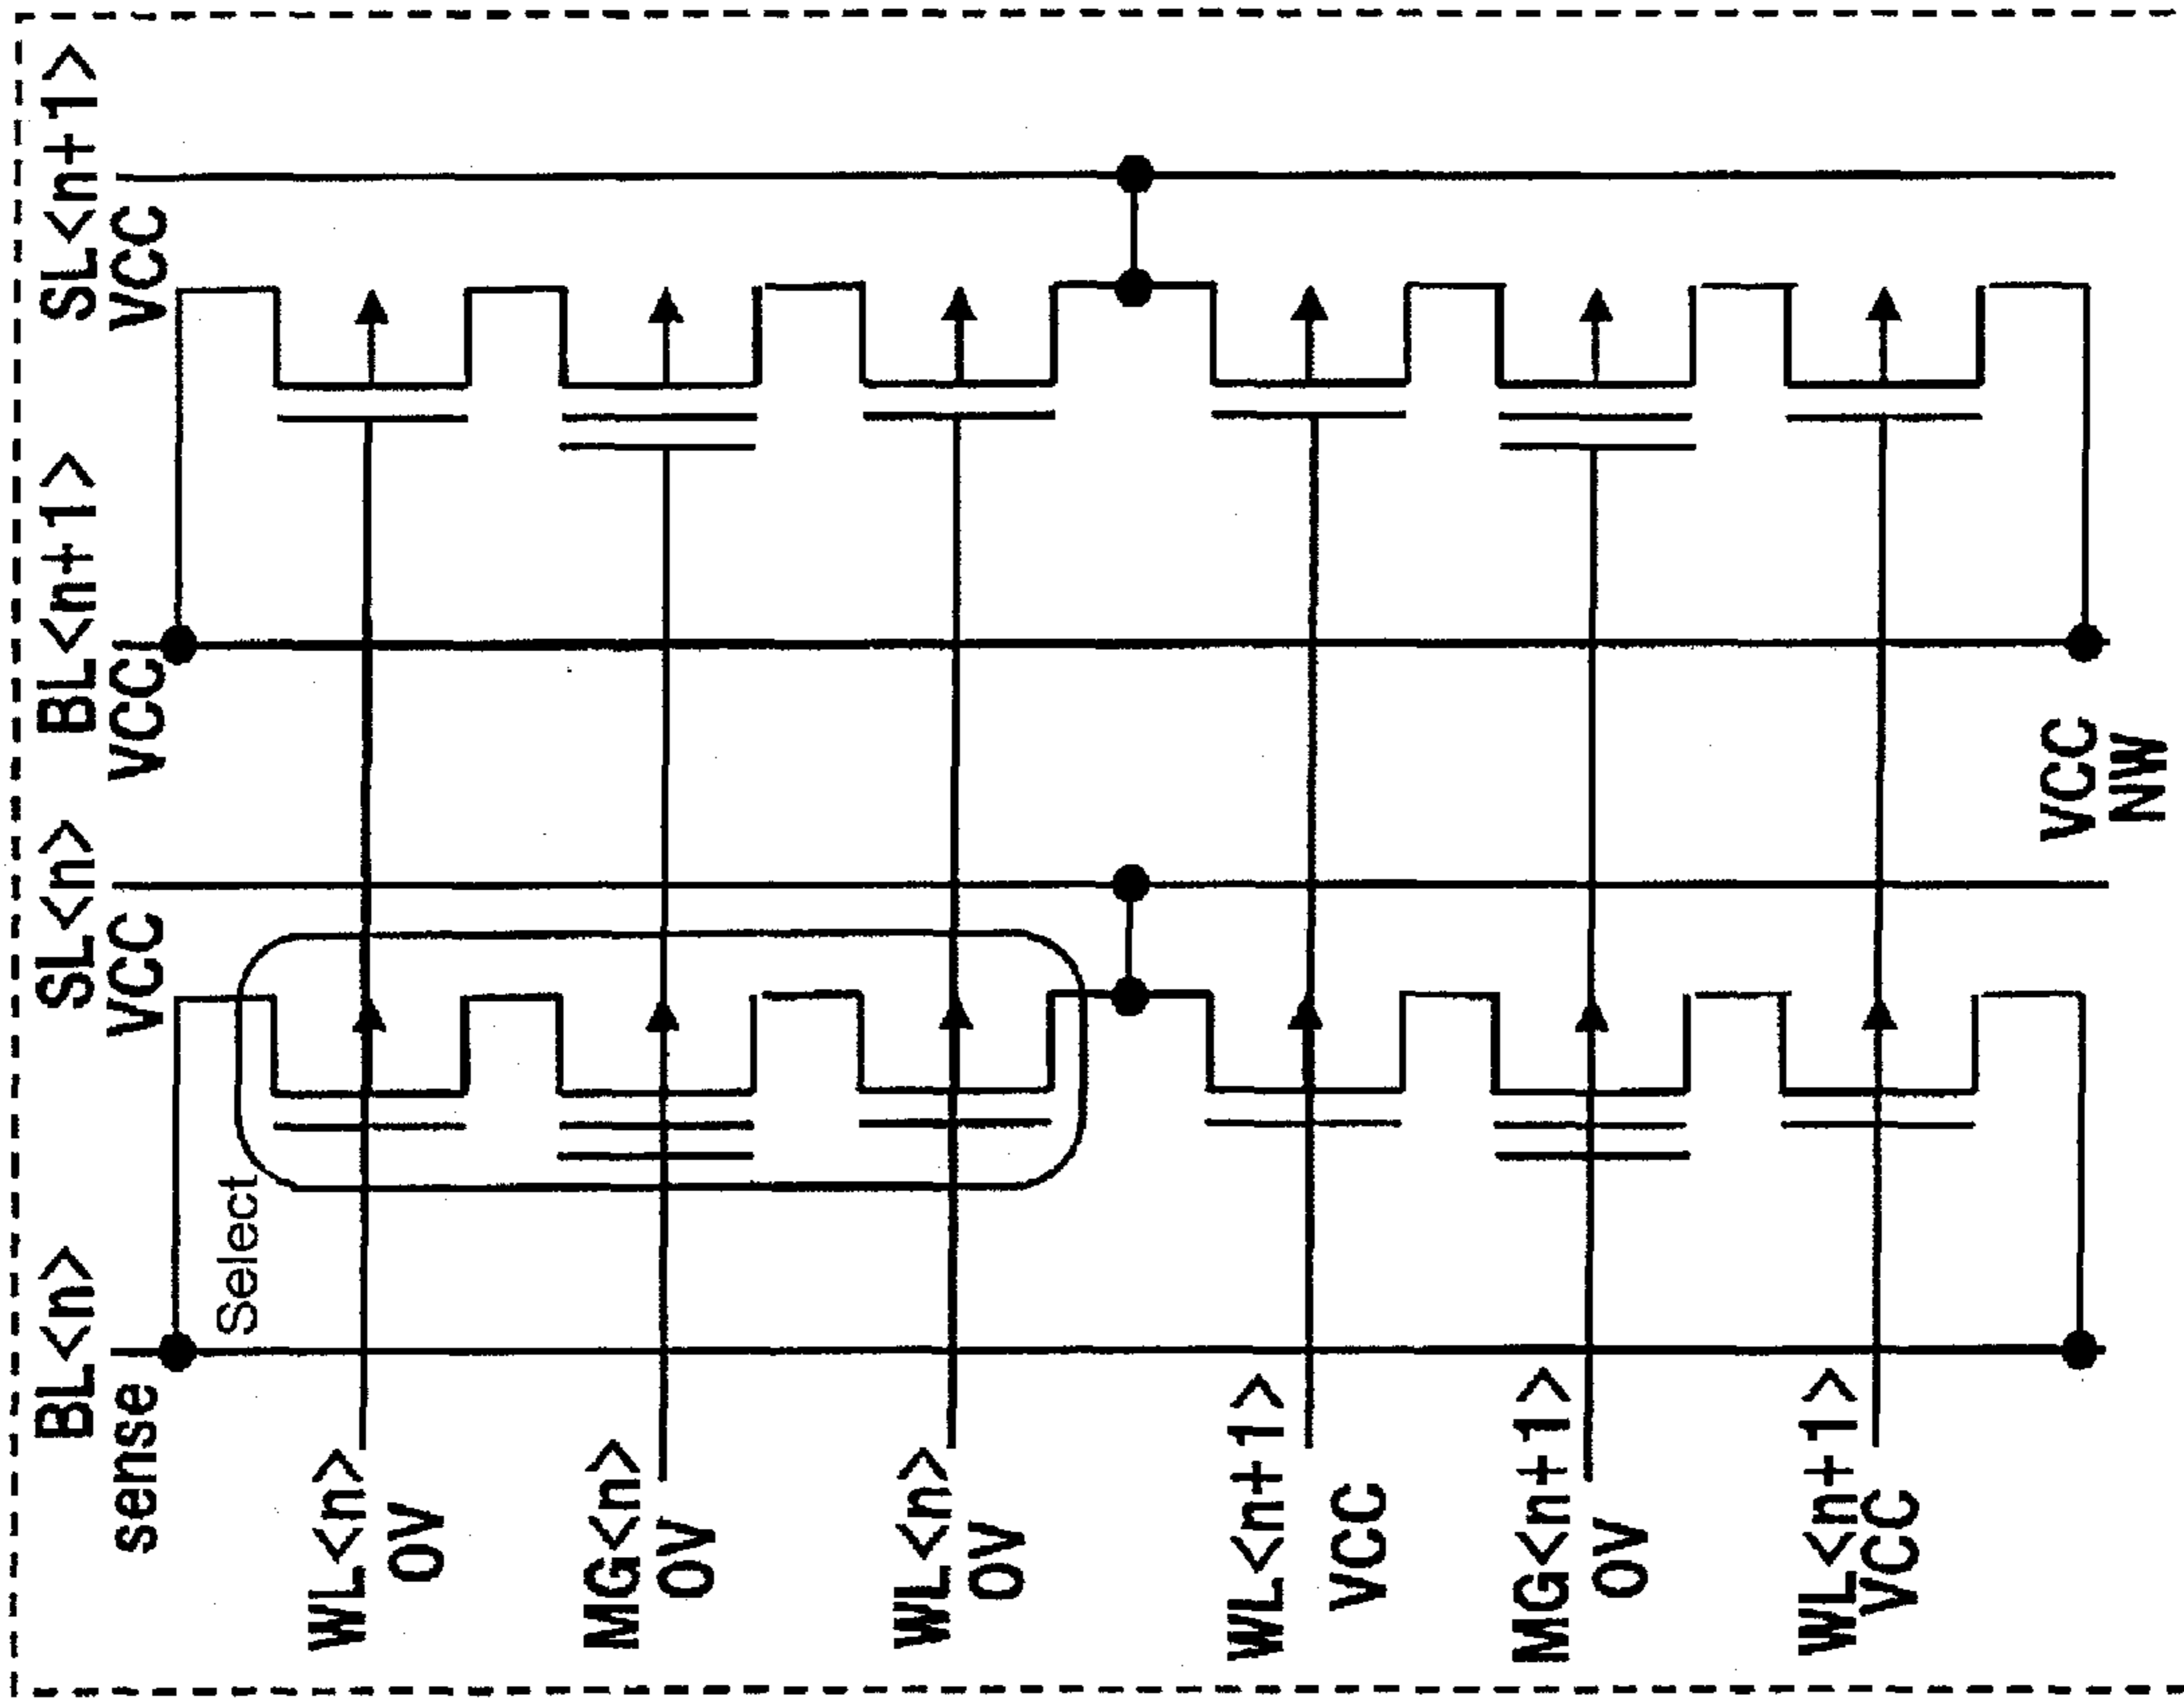 BL<n>
sense
SL<n>
VCC
BL<n+1>
VCC
SL<n+1>
VCC
Select
WL<n>
0V
MG<n>
0V
WL<n>
0V
WL<n+1>
VCC
MG<n+1>
0V
WL<n+1>
VCC
VCC
NW